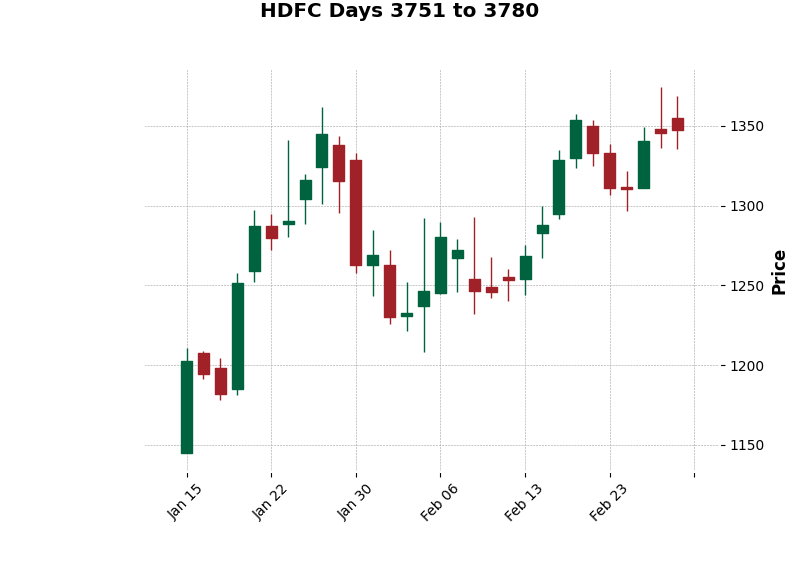 HDFC Days 3751 to 3780
1350
1300
1250
1200
1150
Price
Jan 15
Jan 22
Jan 30
Feb 06
Feb 13
Feb 23